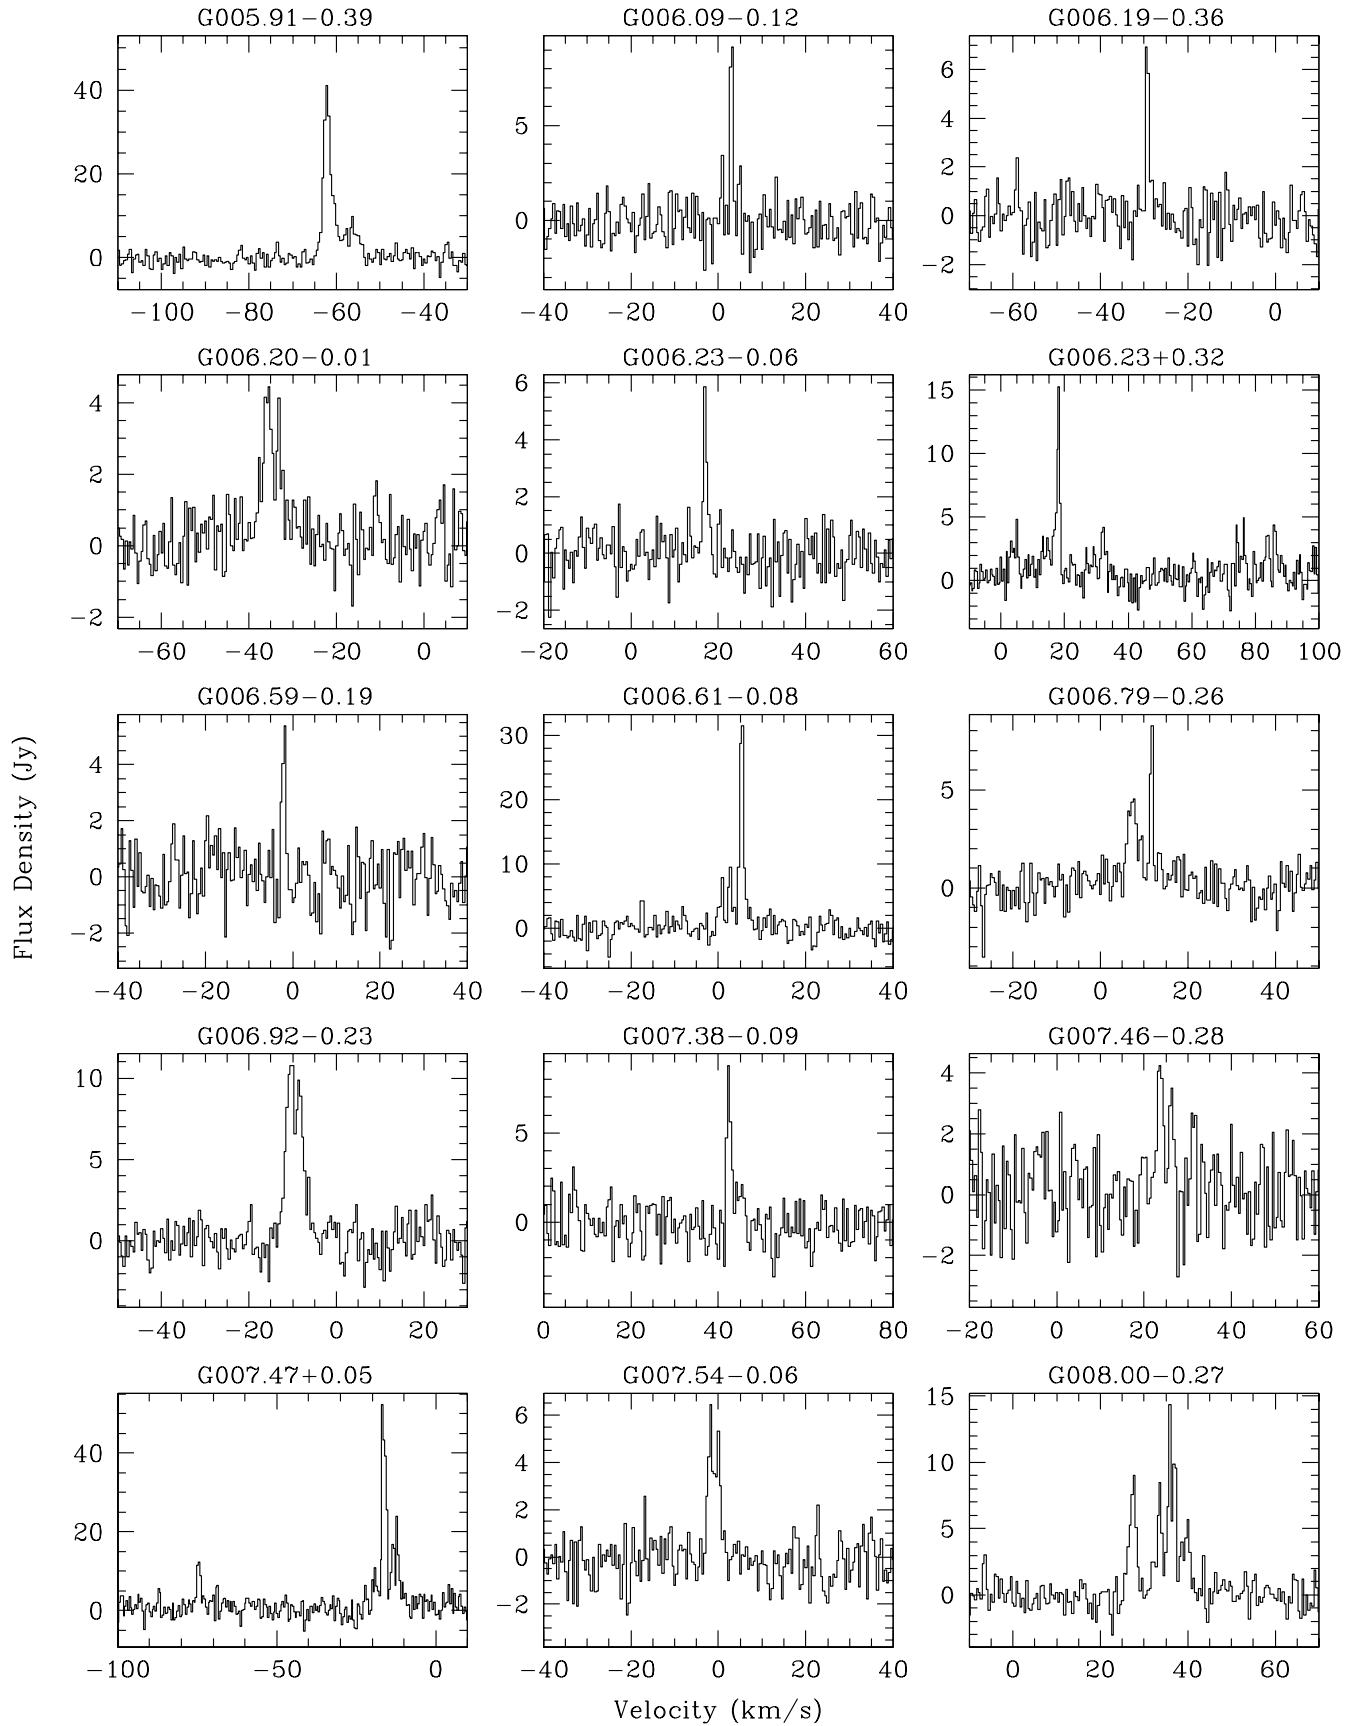 G005.91−0.39 G006.09−0.12 G006.19−0.36
40 20 0
5 0
6 4 2 0 −2
−100 −80 −60 −40
−40 −20 0 20 40
−60 −40 −20 0
G006.20−0.01 G006.23−0.06 G006.23+0.32
4 2 0 −2
6 4 2 0 −2
15 10 5 0
−60 −40 −20 0
−20 0 20 40 60
0 20 40 60 80 100
G006.59−0.19 G006.61−0.08 G006.79−0.26
Flux Density (Jy)
4 2 0 −2
30 20 10 0
5 0
−40 −20 0 20 40
−40 −20 0 20 40
−20 0 20 40
G006.92−0.23 G007.38−0.09 G007.46−0.28
10 5 0
5 0
4 2 0 −2
−40 −20 0 20
0 20 40 60 80
−20 0 20 40 60
G007.47+0.05 G007.54−0.06 G008.00−0.27
40 20 0
6 4 2 0 −2
15 10 5 0
−100 −50 0
−40 −20 0 20 40
0 20 40 60
Velocity (km/s)